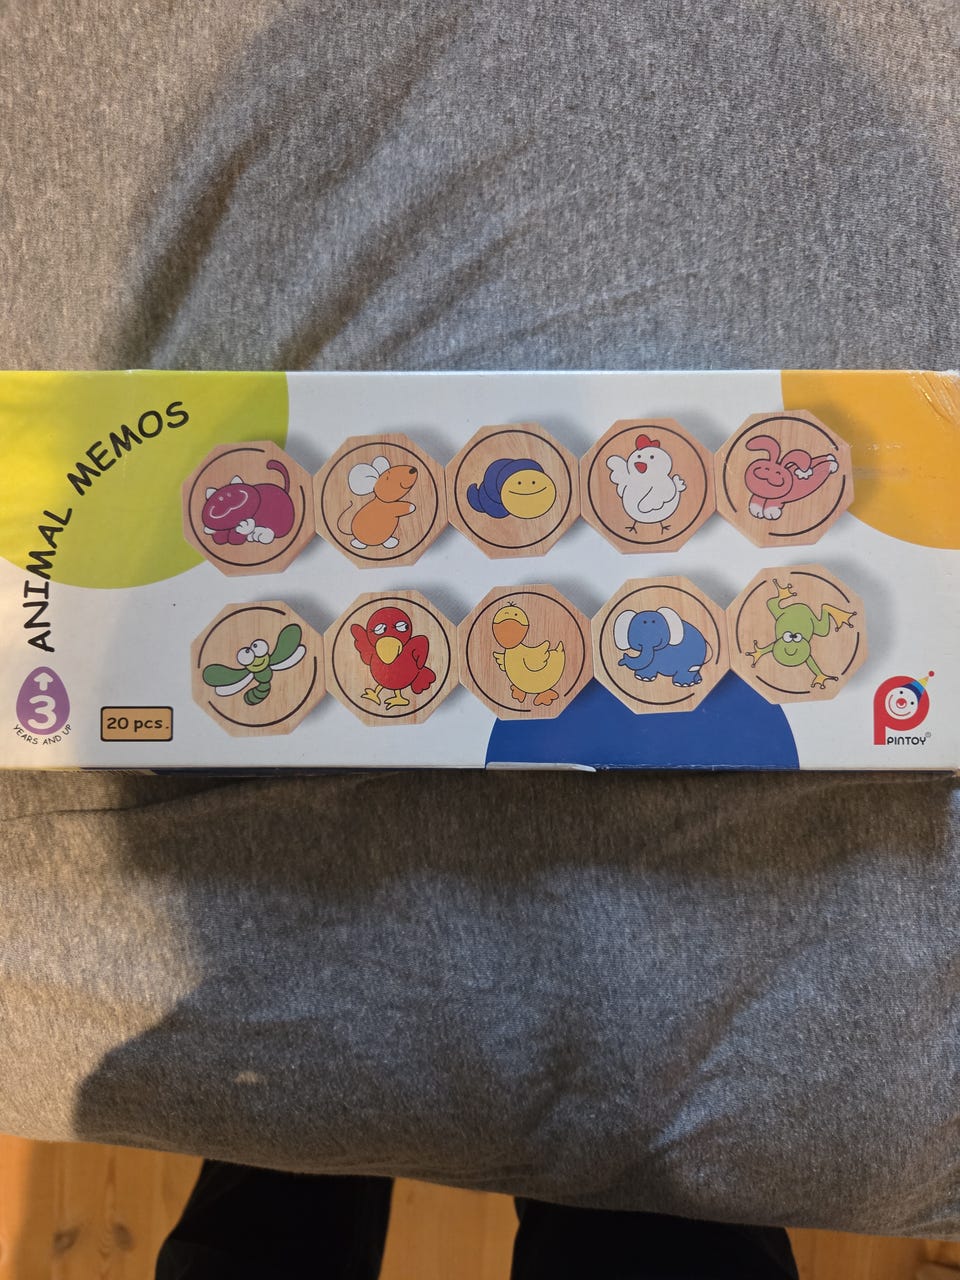 ANIMAL MEMOS
3
YEARS AND UP
20 pcs.
PINTOY®